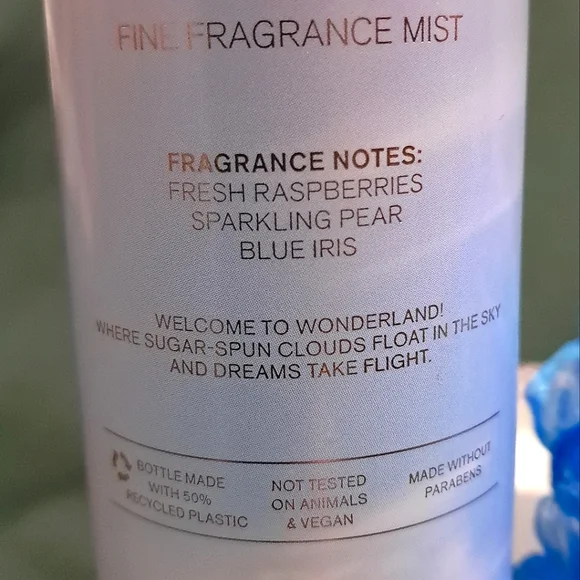 FINE FRAGRANCE MIST
FRAGRANCE NOTES:
FRESH RASPBERRIES
SPARKLING PEAR
BLUE IRIS
WELCOME TO WONDERLAND!
WHERE SUGAR-SPUN CLOUDS FLOAT IN THE SKY
AND DREAMS TAKE FLIGHT.
BOTTLE MADE
WITH 50%
RECYCLED PLASTIC
NOT TESTED
ON ANIMALS
& VEGAN
MADE WITHOUT
PARABENS